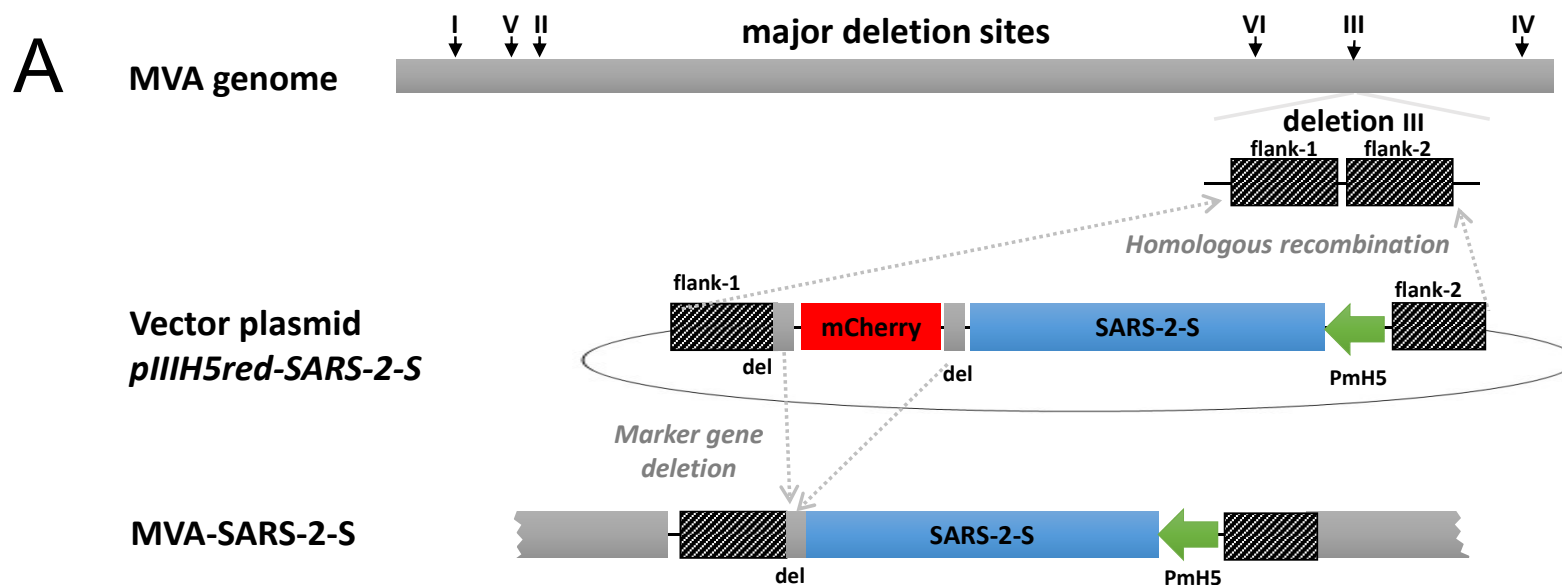 A
I V II major deletion sites VI III IV
MVA genome
deletion III
flank-1 flank-2
Homologous recombination
flank-1 flank-2
Vector plasmid
pIIIH5red-SARS-2-S
mCherry SARS-2-S
del del PmH5
Marker gene
deletion
MVA-SARS-2-S
SARS-2-S
del PmH5